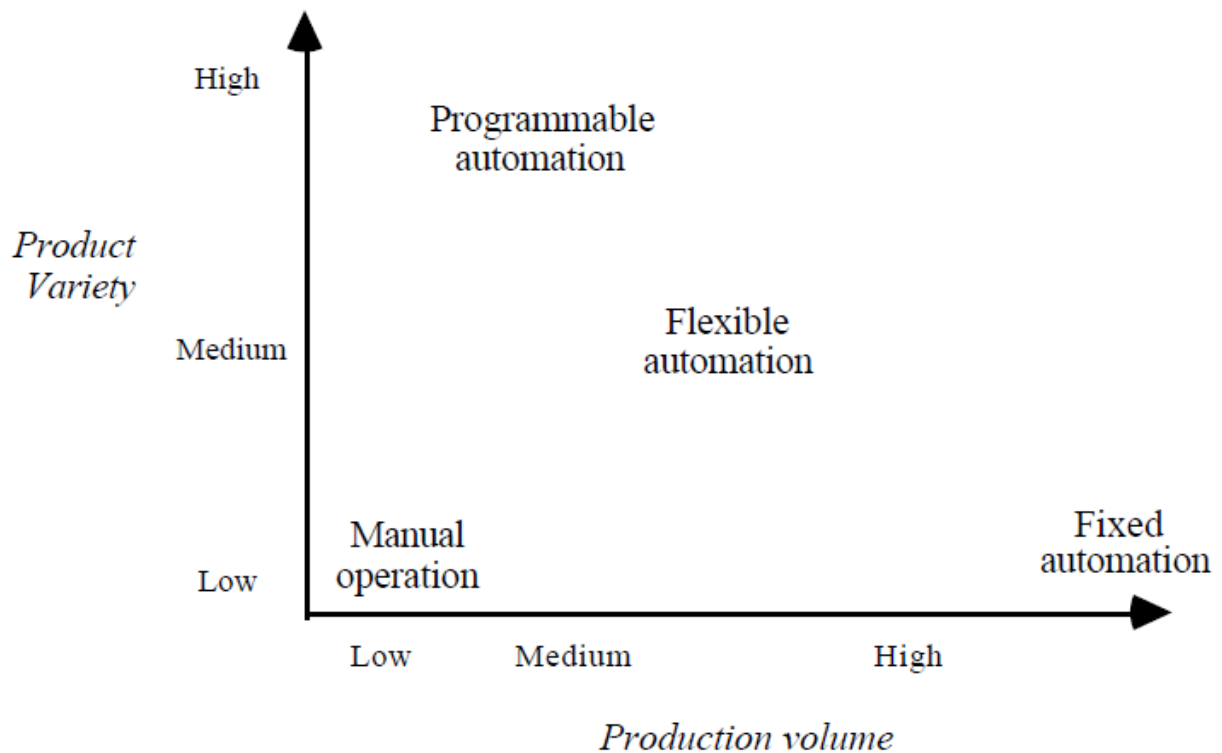 High
Programmable
automation
Product
Variety
Flexible
Medium
automation
Manual
operation
Fixed
automation
Low
Low
Medium
High
Production volume